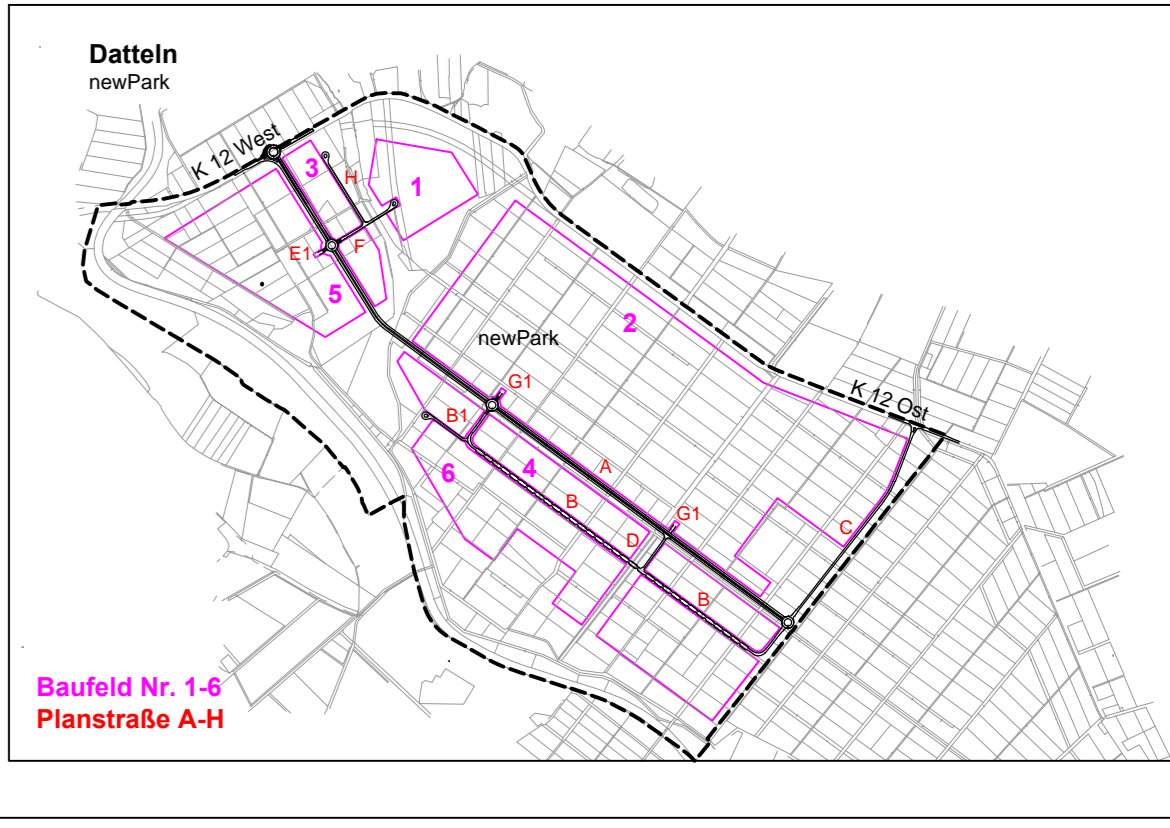 Datteln
newPark
K 12 West
3
H
1
E1
F
5
2
newPark
G1
K 12 Ost
B1
4
A
6
B
G1
C
D
B
Baufeld Nr. 1-6
Planstraße A-H